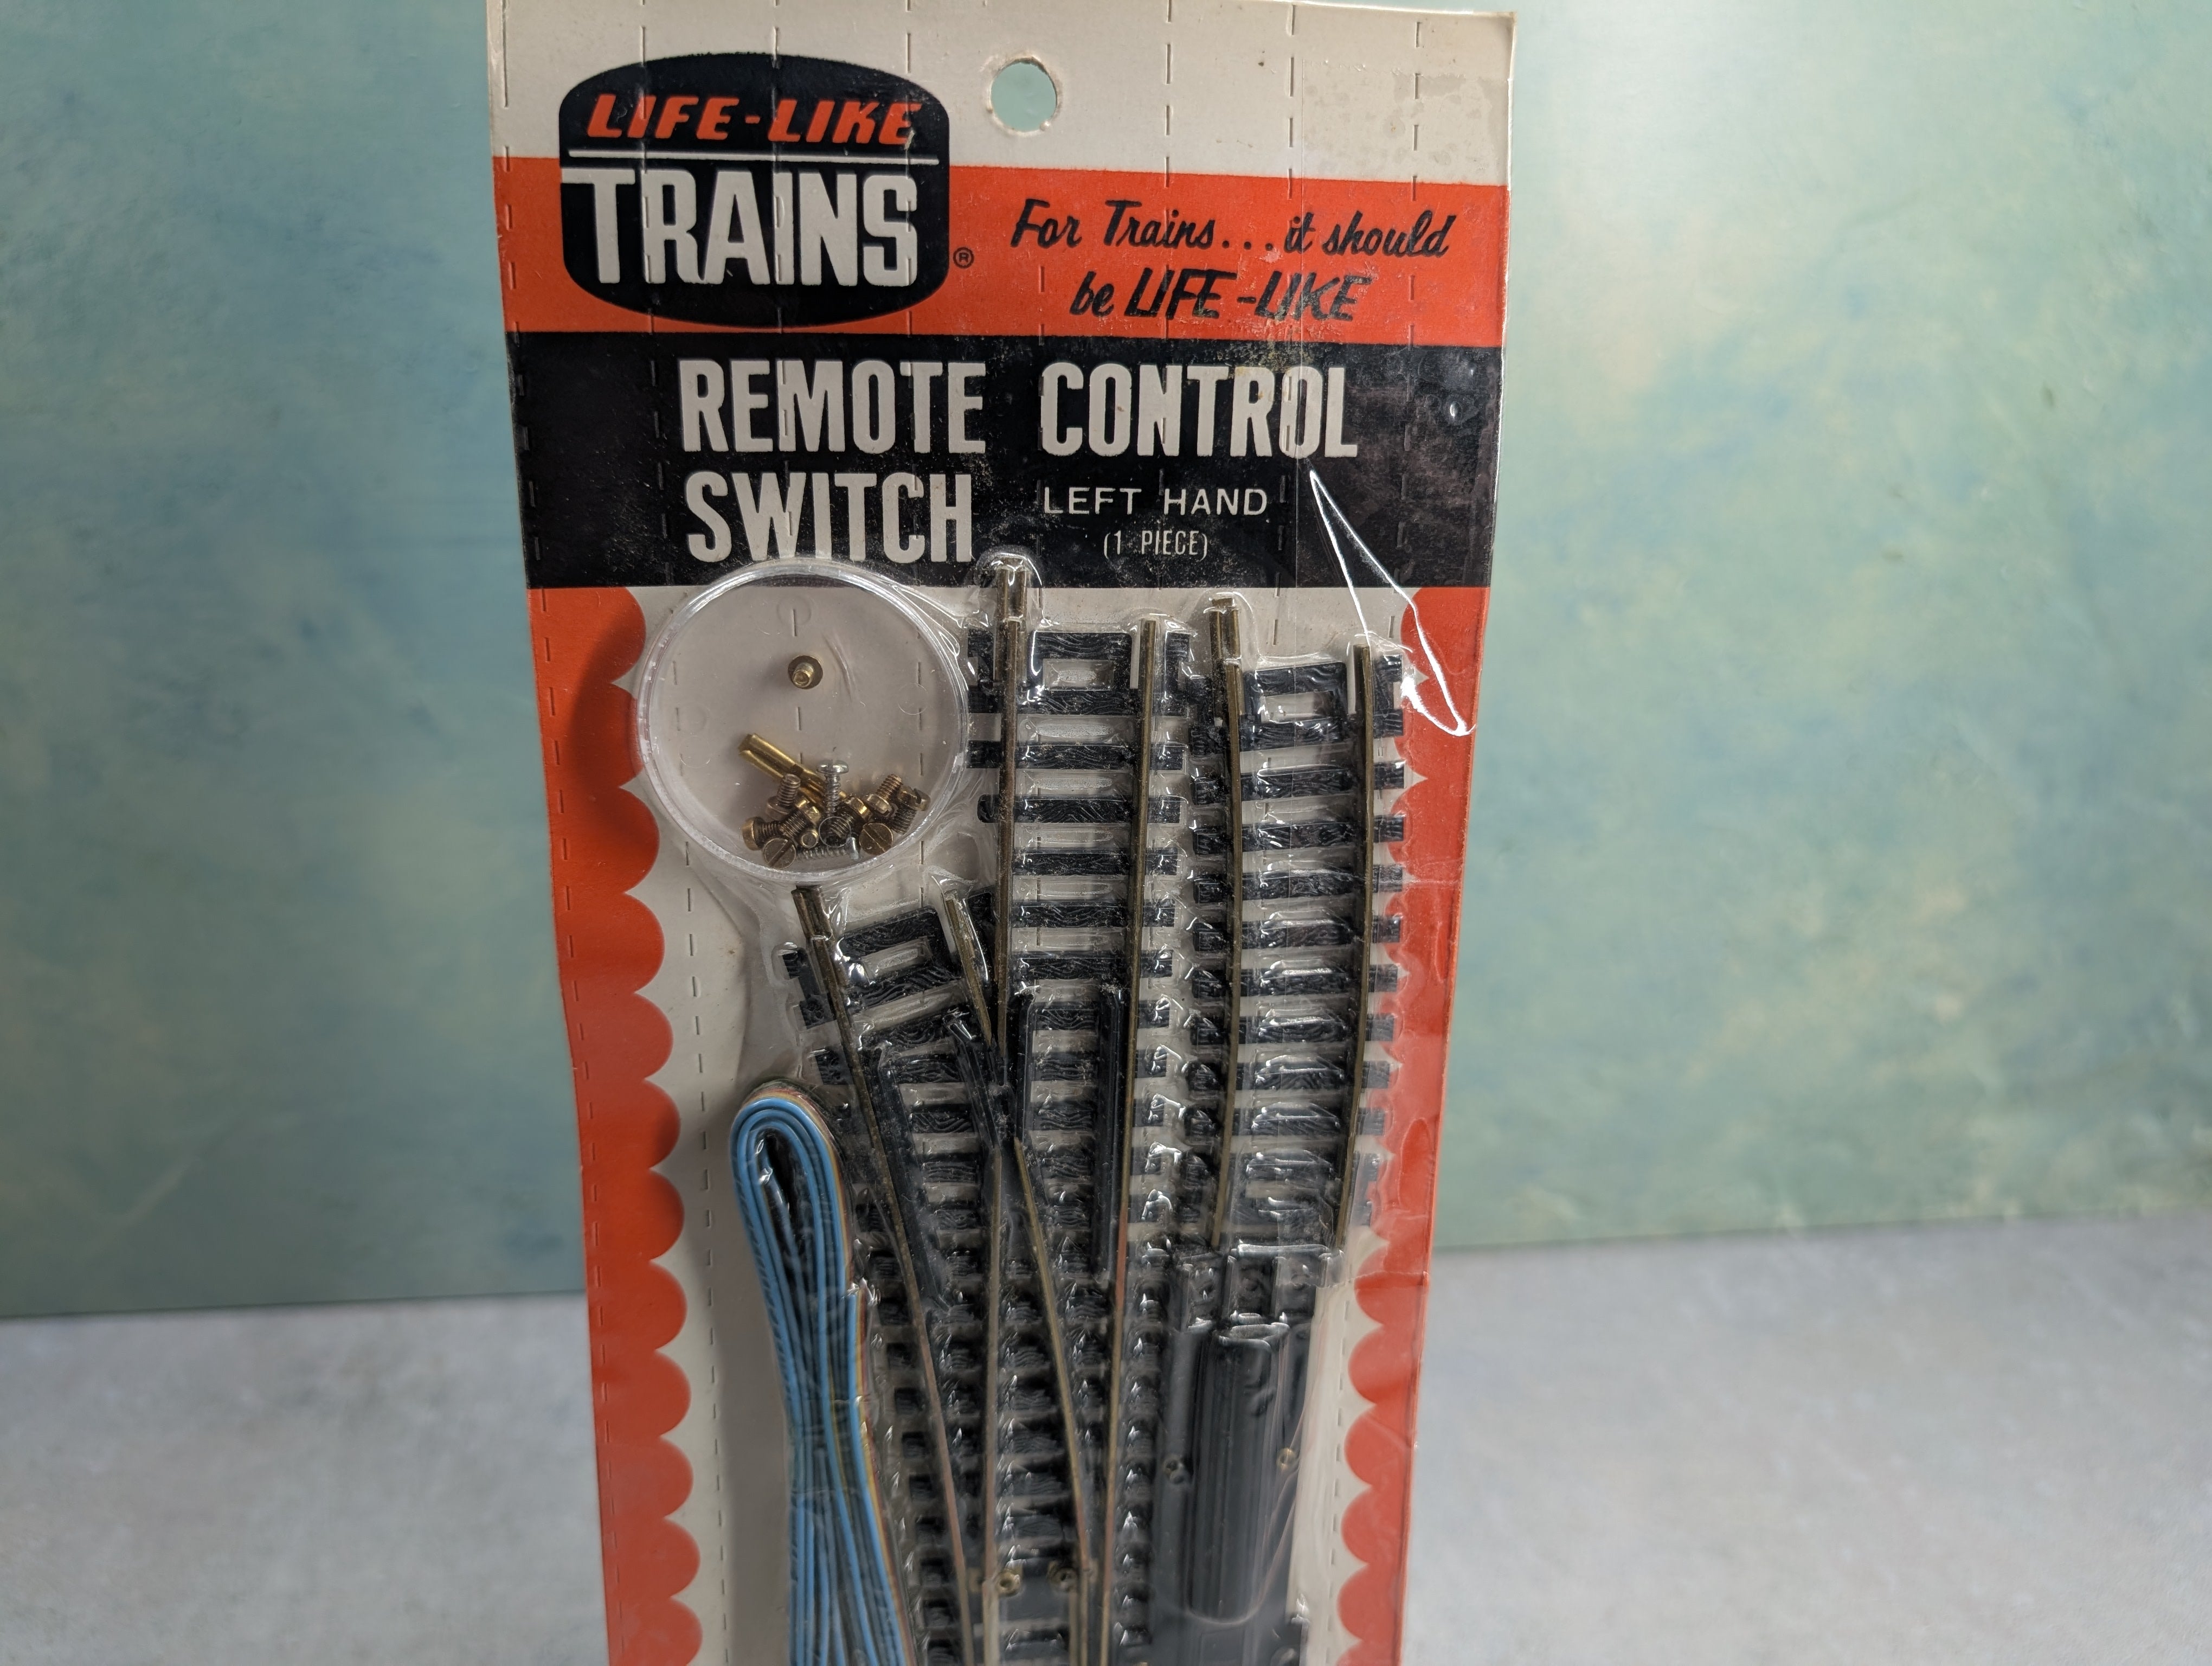 LIFE-LIKE
TRAINS®
For Trains...it should
be LIFE-LIKE
REMOTE CONTROL
SWITCH
LEFT HAND
(1 PIECE)